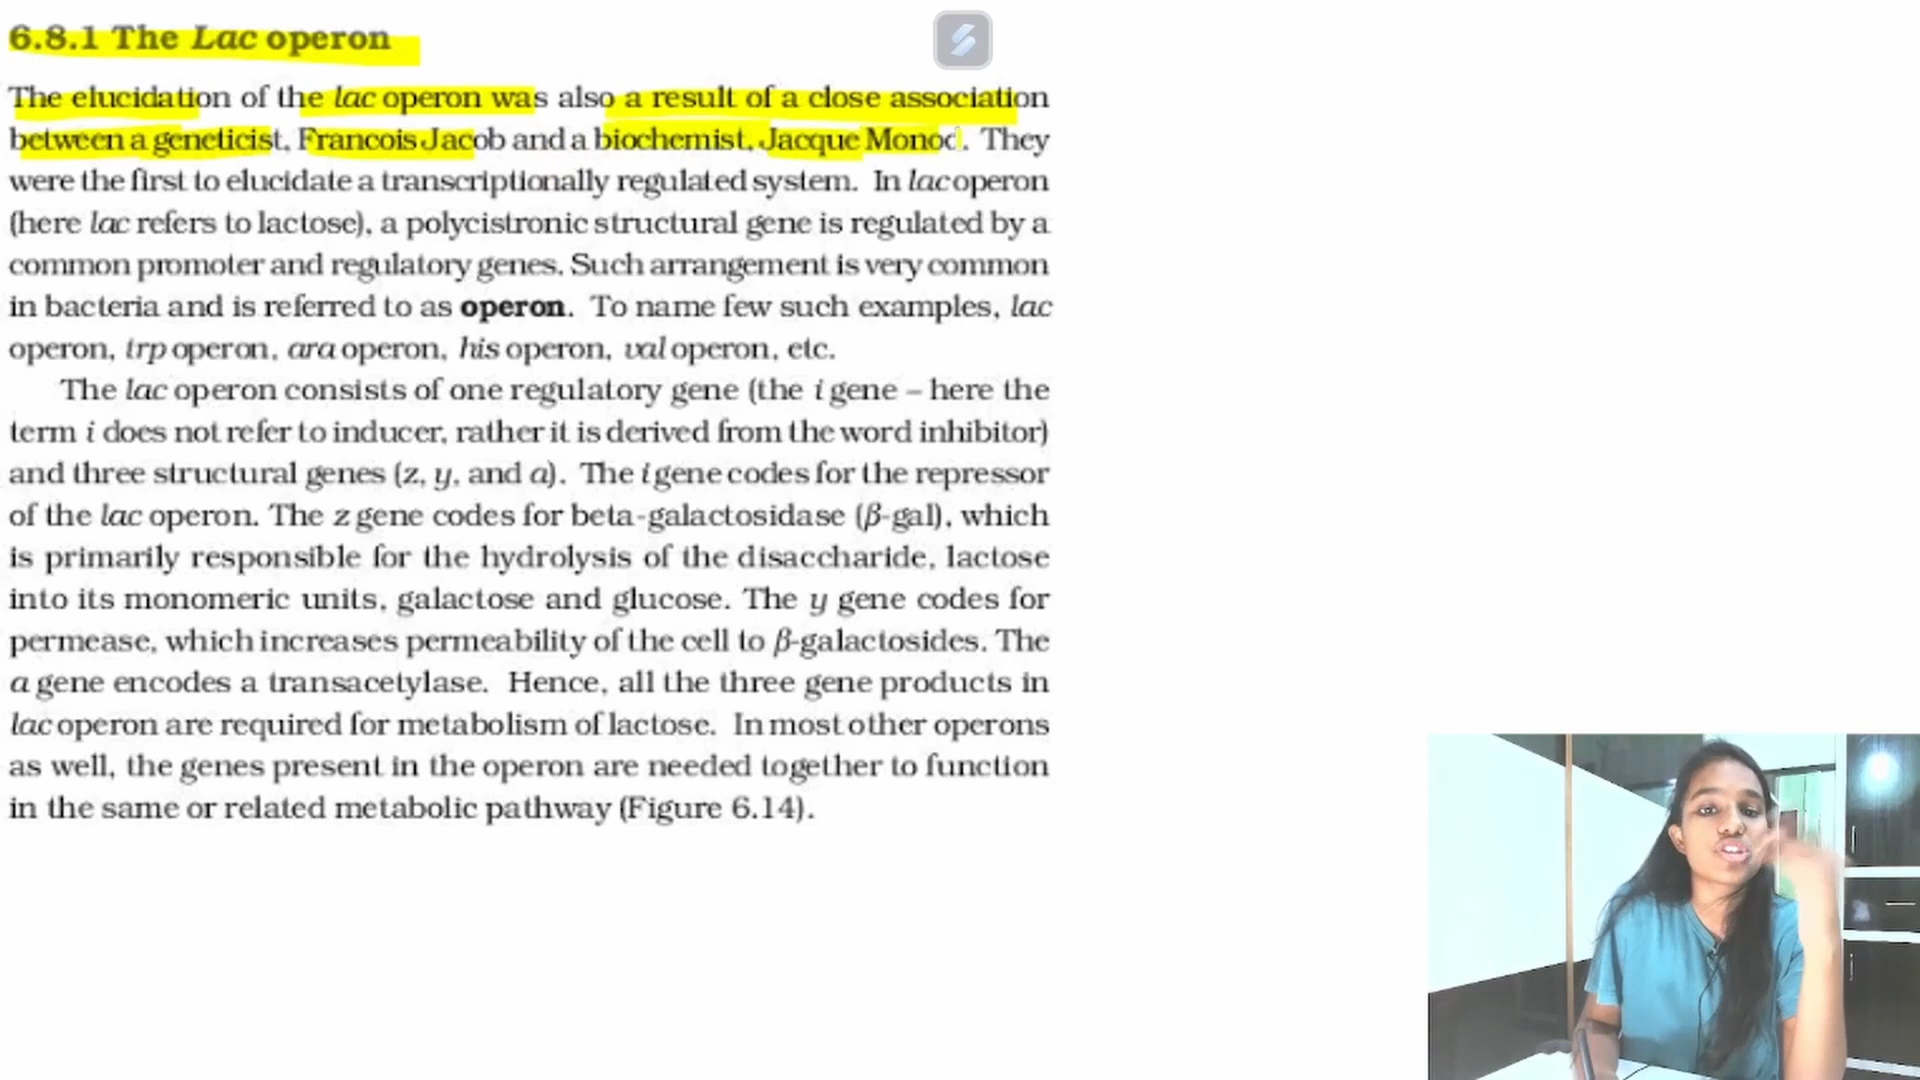 6.8.1 The Lac operon
The elucidation of the lac operon was also a result of a close association
between a geneticist, Francois Jacob and a biochemist, Jacque Monod. They
were the first to elucidate a transcriptionally regulated system. In lac operon
(here lac refers to lactose), a polycistronic structural gene is regulated by a
common promoter and regulatory genes. Such arrangement is very common
in bacteria and is referred to as operon. To name few such examples, lac
operon, trp operon, ara operon, his operon, val operon, etc.
The lac operon consists of one regulatory gene (the i gene – here the
term i does not refer to inducer, rather it is derived from the word inhibitor)
and three structural genes (z, y, and a). The i gene codes for the repressor
of the lac operon. The z gene codes for beta-galactosidase (β-gal), which
is primarily responsible for the hydrolysis of the disaccharide, lactose
into its monomeric units, galactose and glucose. The y gene codes for
permease, which increases permeability of the cell to β-galactosides. The
a gene encodes a transacetylase. Hence, all the three gene products in
lac operon are required for metabolism of lactose. In most other operons
as well, the genes present in the operon are needed together to function
in the same or related metabolic pathway (Figure 6.14).